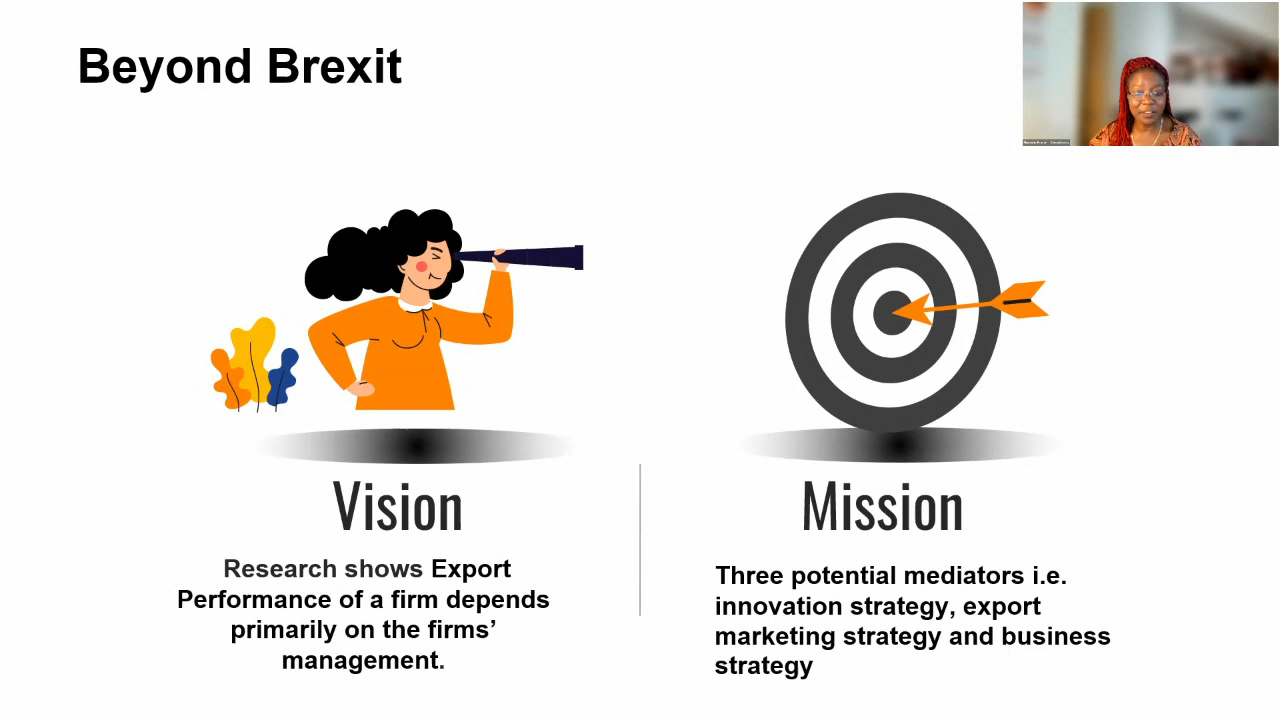 Beyond Brexit
Vision
Research shows Export
Performance of a firm depends
primarily on the firms’
management.
Mission
Three potential mediators i.e.
innovation strategy, export
marketing strategy and business
strategy